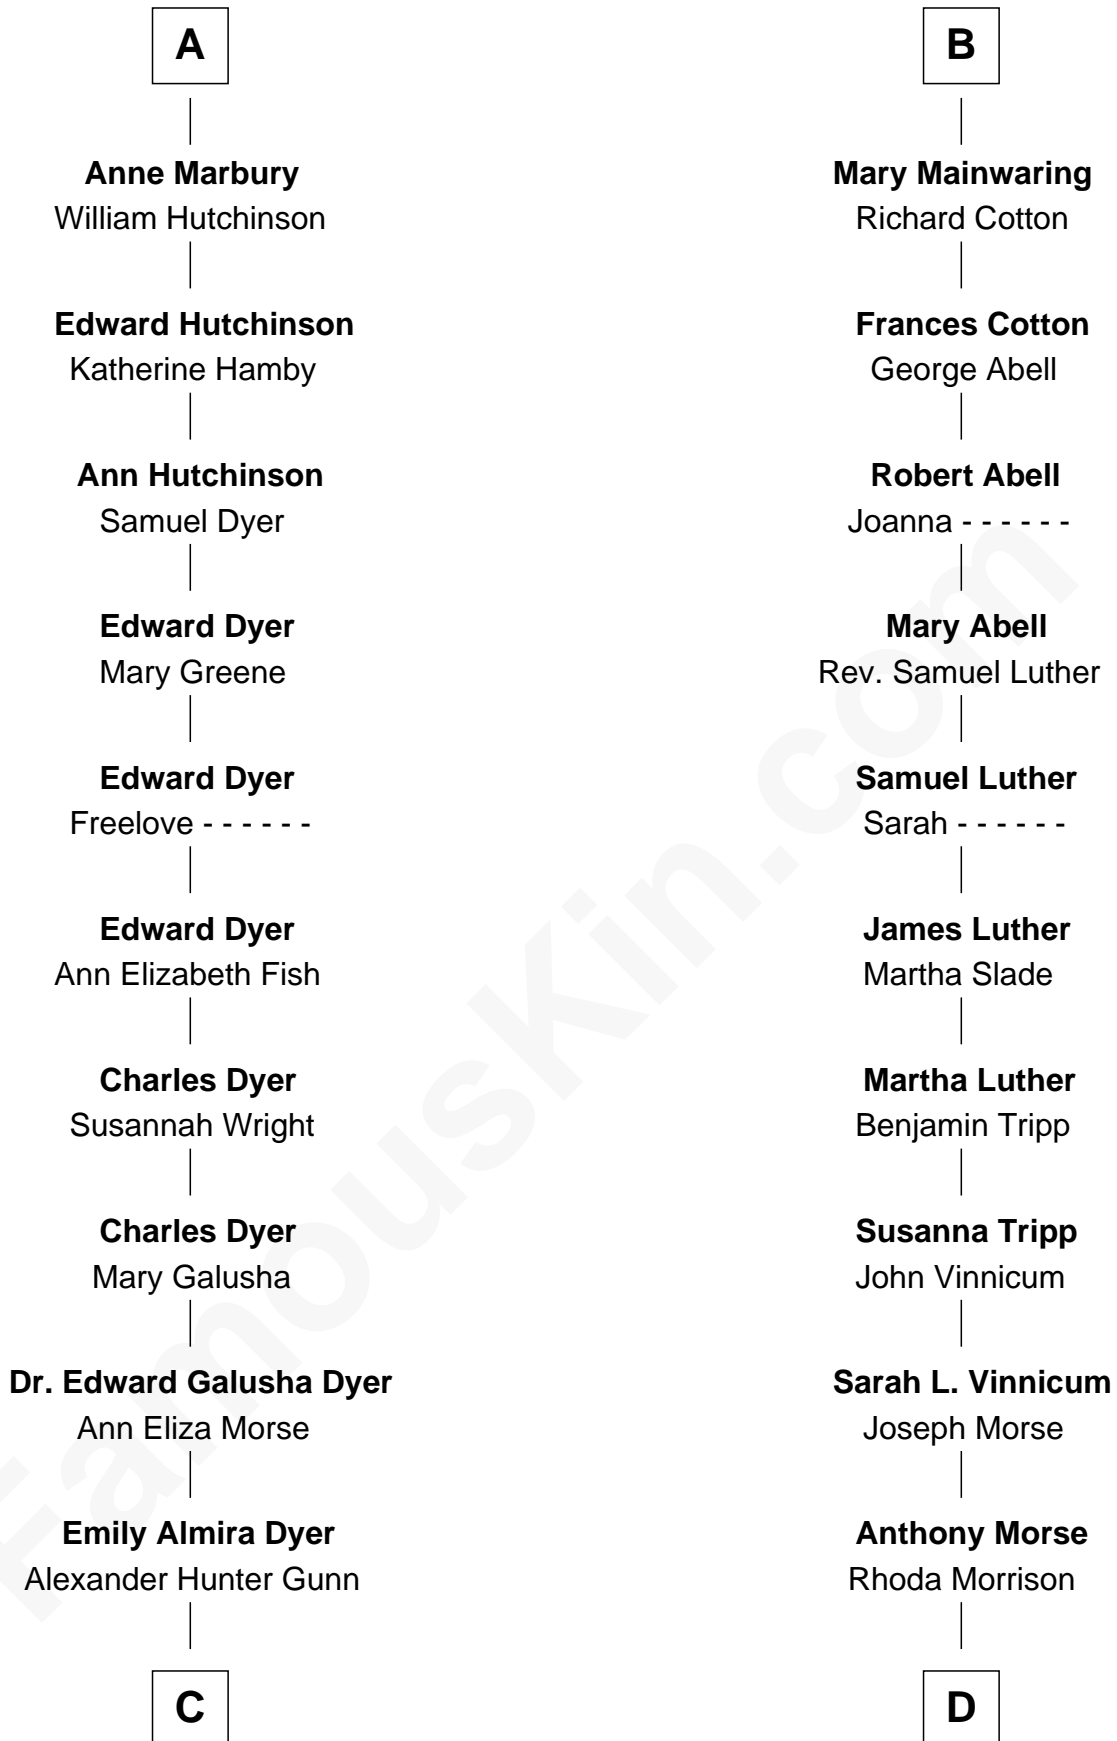 A
Anne Marbury
William Hutchinson
Edward Hutchinson
Katherine Hamby
Ann Hutchinson
Samuel Dyer
Edward Dyer
Mary Greene
Edward Dyer
Freelove - - - - - -
Edward Dyer
Ann Elizabeth Fish
Charles Dyer
Susannah Wright
Charles Dyer
Mary Galusha
Dr. Edward Galusha Dyer
Ann Eliza Morse
Emily Almira Dyer
Alexander Hunter Gunn
C
B
Mary Mainwaring
Richard Cotton
Frances Cotton
George Abell
Robert Abell
Joanna - - - - - -
Mary Abell
Rev. Samuel Luther
Samuel Luther
Sarah - - - - - -
James Luther
Martha Slade
Martha Luther
Benjamin Tripp
Susanna Tripp
John Vinnicum
Sarah L. Vinnicum
Joseph Morse
Anthony Morse
Rhoda Morrison
D
FamousKin.com